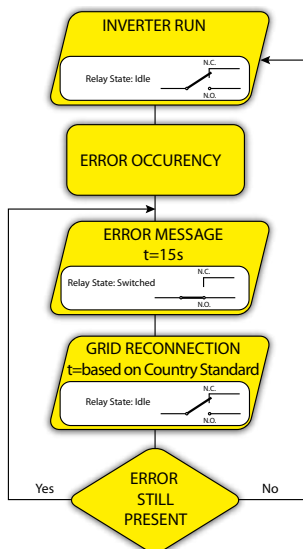 INVERTER RUN
N.C.
Relay State: Idle
N.O.
ERROR OCCURENCY
ERROR MESSAGE
t=15s
N.C.
Relay State: Switched
N.O.
GRID RECONNECTION
t=based on Country Standard
N.C.
Relay State: Idle
N.O.
Yes
ERROR
STILL
PRESENT
No